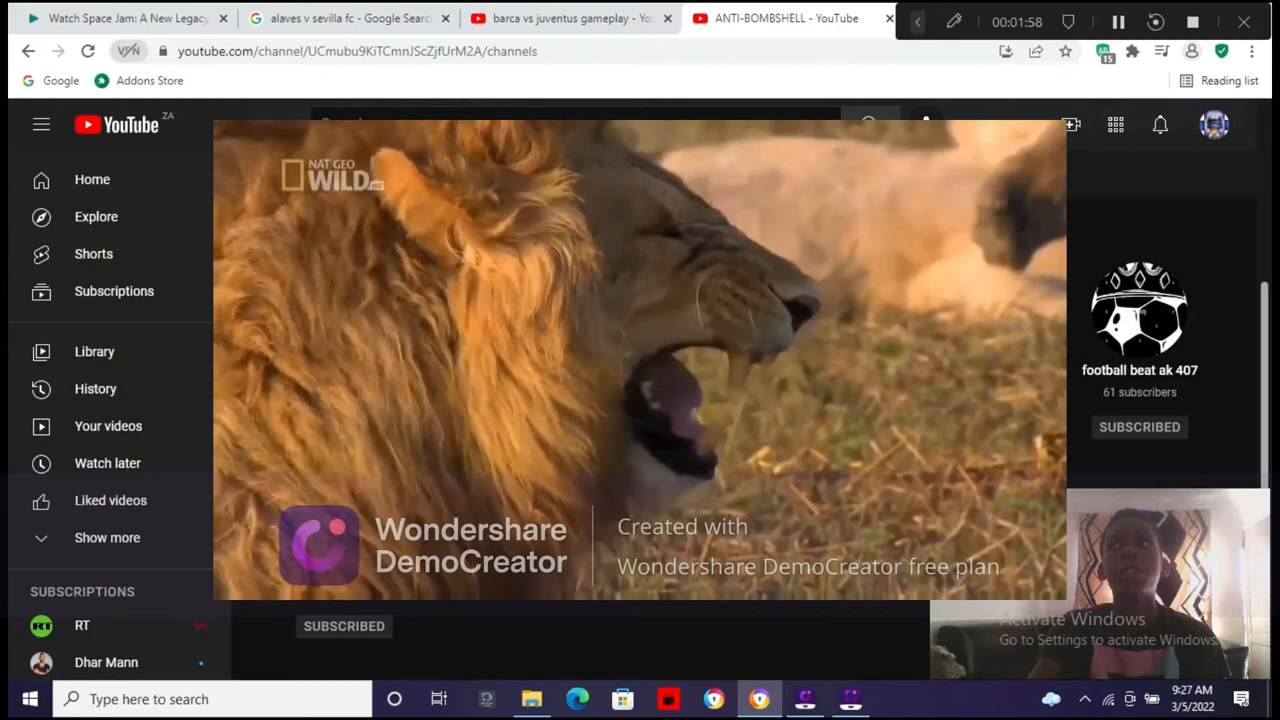 Watch Space Jam: A New Legacy
alaves v sevilla fc - Google Search
barca vs juventus gameplay - Yo
ANTI-BOMBSHELL - YouTube
00:01:58
VPN
youtube.com/channel/UCmubu9KiTCmnJScZjfUrM2A/channels
15
Google
Addons Store
Reading list
YouTube ZA
Home
Explore
Shorts
Subscriptions
Library
History
Your videos
Watch later
Liked videos
Show more
SUBSCRIPTIONS
RT
Dhar Mann
NAT GEO
WILD HD
football beat ak 407
61 subscribers
SUBSCRIBED
Wondershare
DemoCreator
Created with
Wondershare DemoCreator free plan
SUBSCRIBED
Activate Windows
Go to Settings to activate Windows.
Type here to search
9:27 AM
3/5/2022